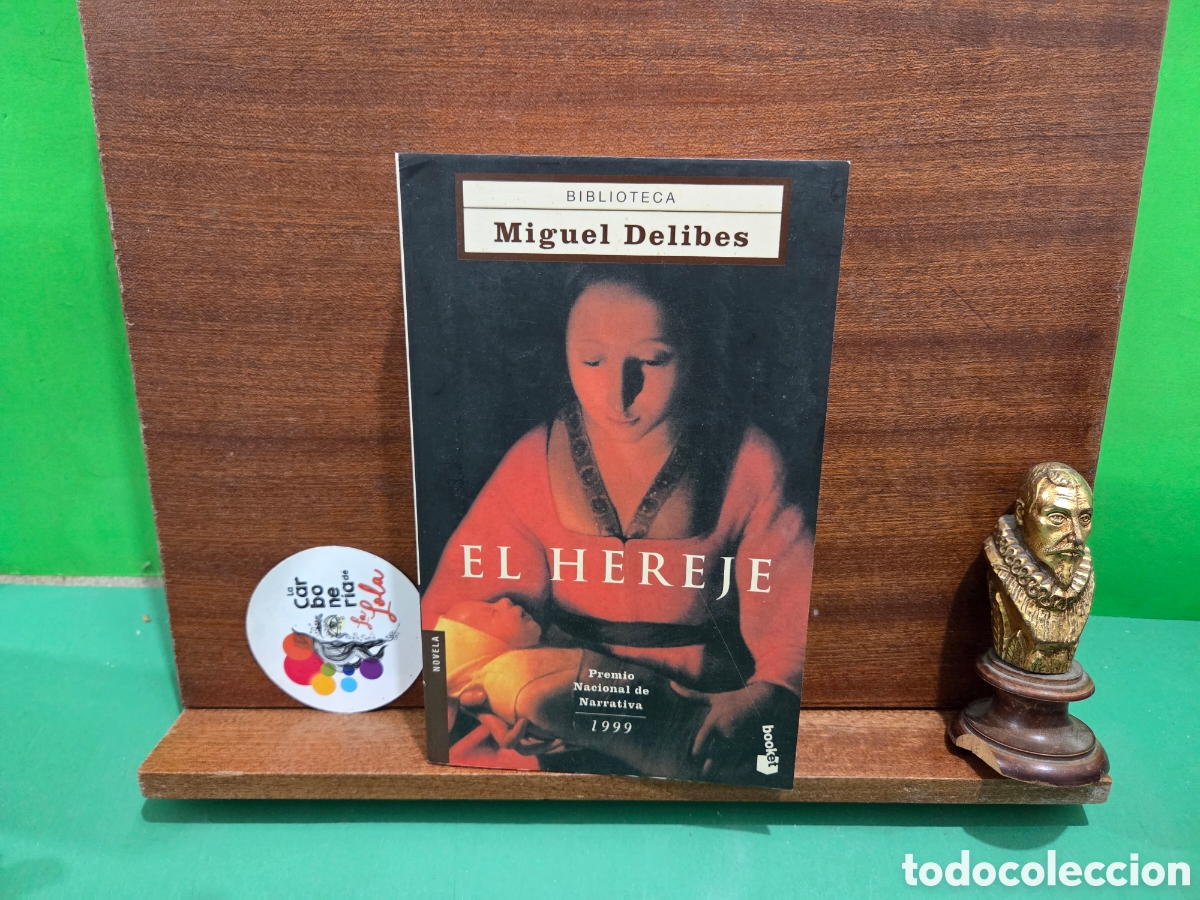 BIBLIOTECA
Miguel Delibes
EL HEREJE
NOVELA
Premio
Nacional de
Narrativa
1999
booket
La
Car
bo
ne
ría de
La Lola
todocoleccion